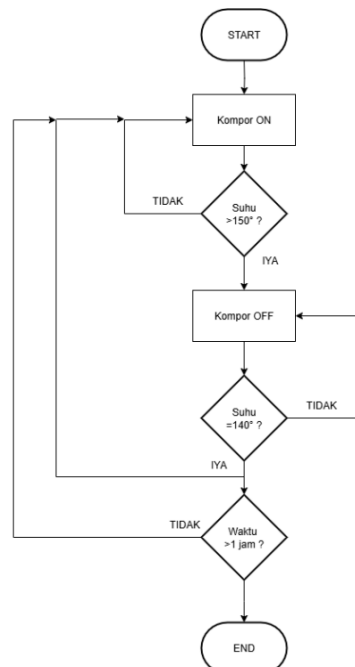 START
Kompor ON
TIDAK
Suhu
>150° ?
IYA
Kompor OFF
Suhu
=140° ?
TIDAK
IYA
TIDAK
Waktu
>1 jam ?
END